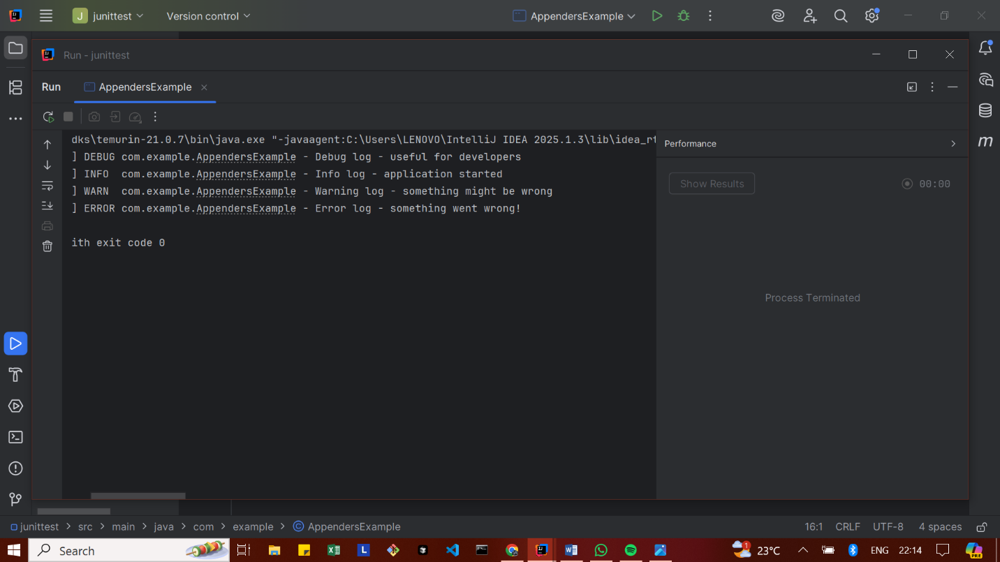 J junittest Version control AppendersExample
Run - junittest
Run AppendersExample
dks\temurin-21.0.7\bin\java.exe "-javaagent:C:\Users\LENOVO\IntelliJ IDEA 2025.1.3\lib\idea_rt
] DEBUG com.example.AppendersExample - Debug log - useful for developers
] INFO  com.example.AppendersExample - Info log - application started
] WARN  com.example.AppendersExample - Warning log - something might be wrong
] ERROR com.example.AppendersExample - Error log - something went wrong!
ith exit code 0
Performance
Show Results 00:00
Process Terminated
junittest > src > main > java > com > example > AppendersExample 16:1 CRLF UTF-8 4 spaces
Search 1 23°C ENG 22:14 PRE